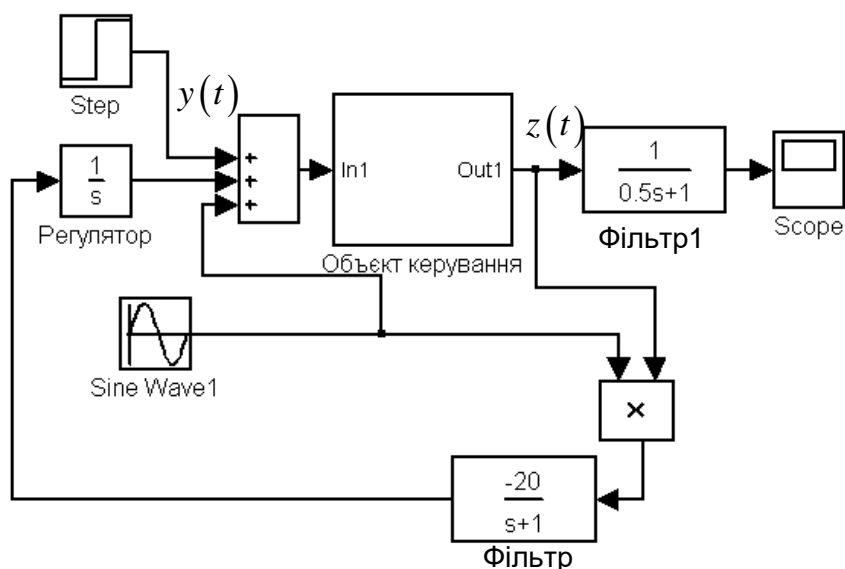 Step
y(t)
1
s
Регулятор
+
+
+
In1
Out1
Объєкт керування
z(t)
1
0.5s+1
Фільтр1
Scope
Sine Wave1
×
-20
s+1
Фільтр